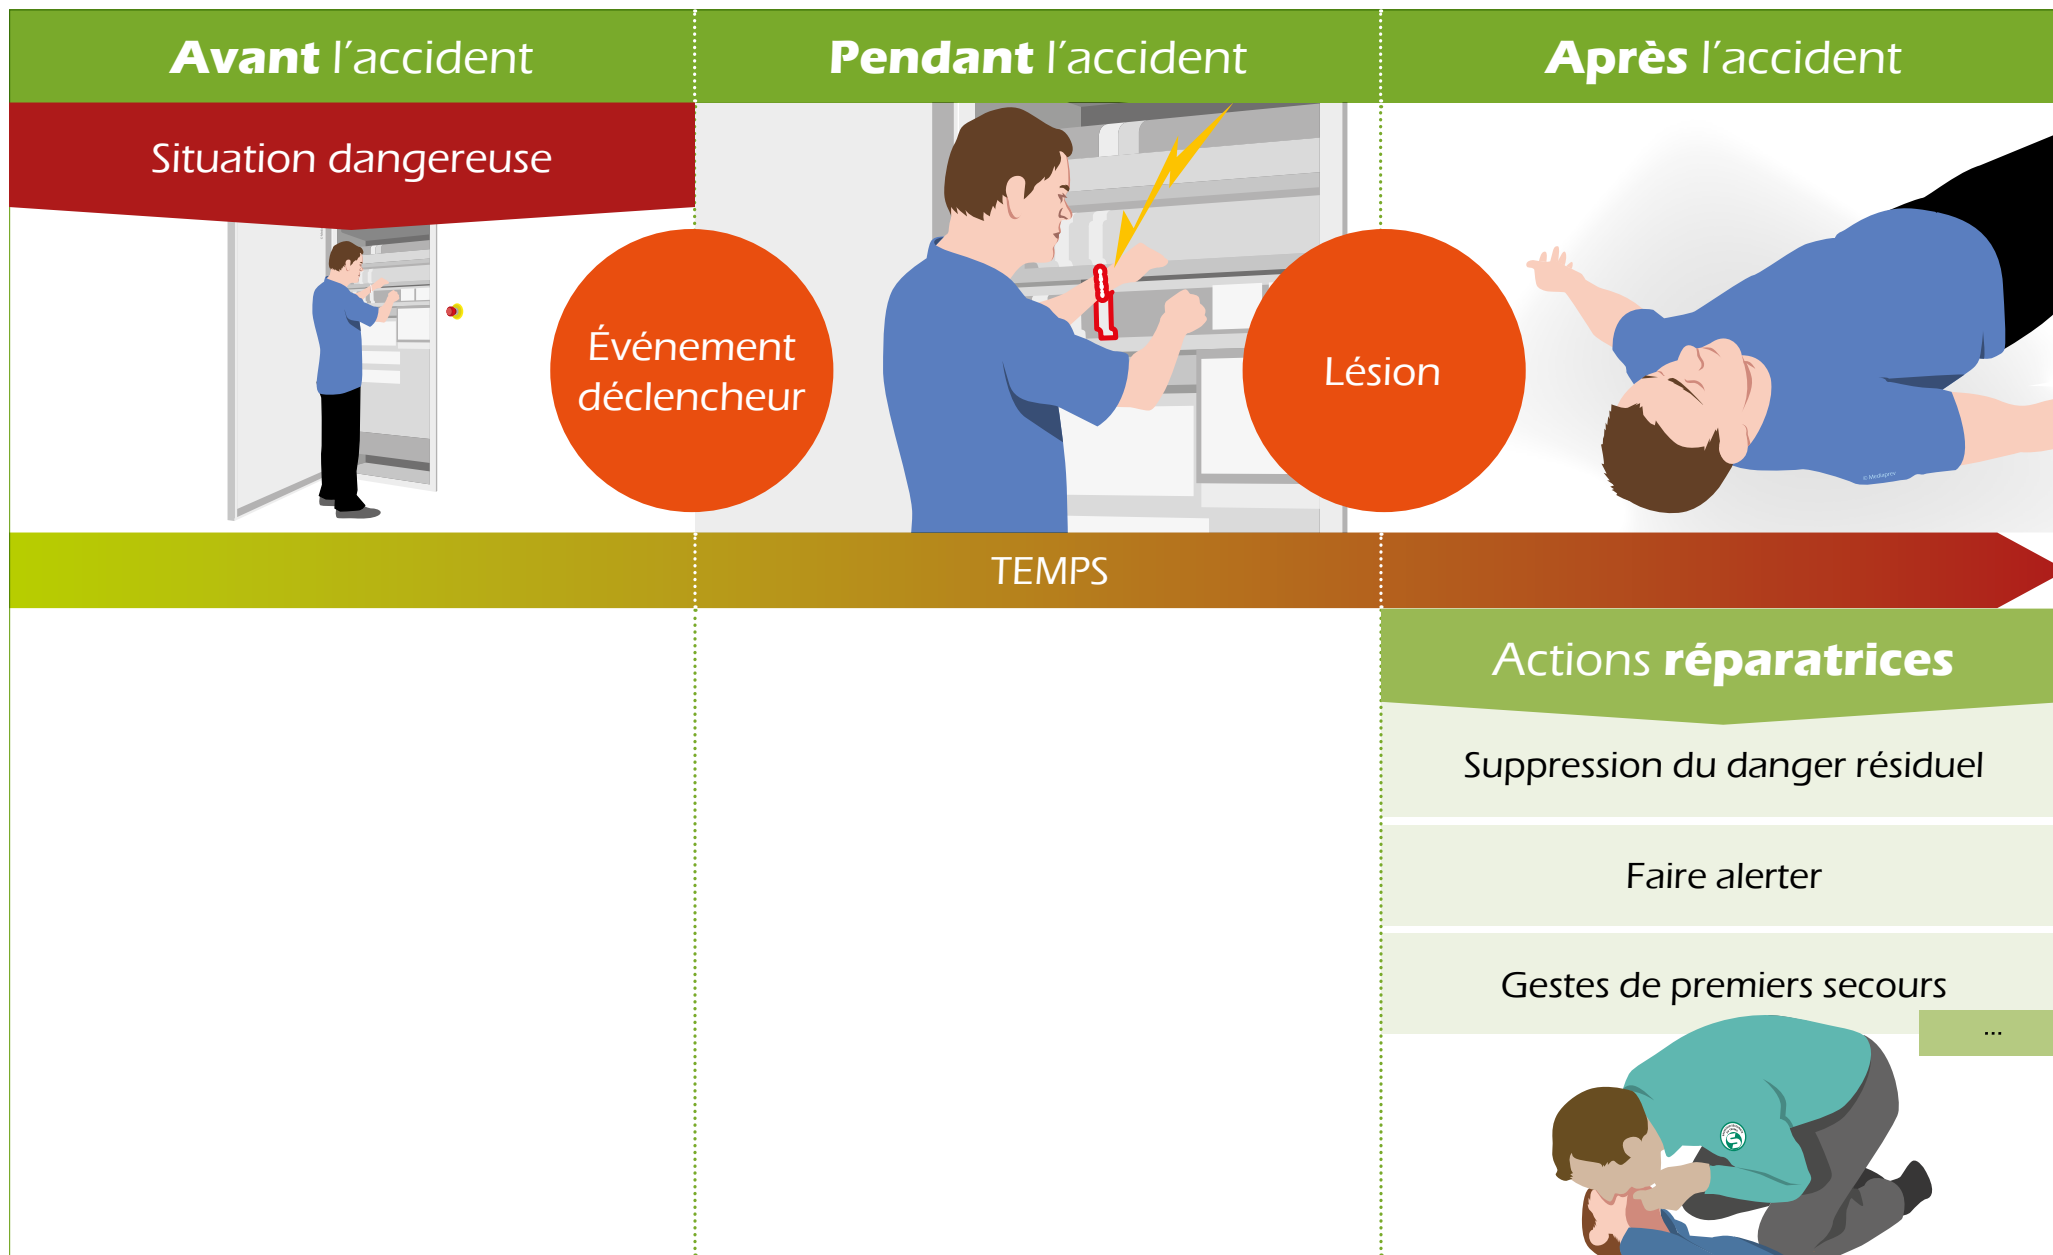 Avant l'accident
Pendant l'accident
Après l'accident
Situation dangereuse
Événement
déclencheur
Lésion
© Mediaprev
TEMPS
Actions réparatrices
Suppression du danger résiduel
Faire alerter
Gestes de premiers secours
...